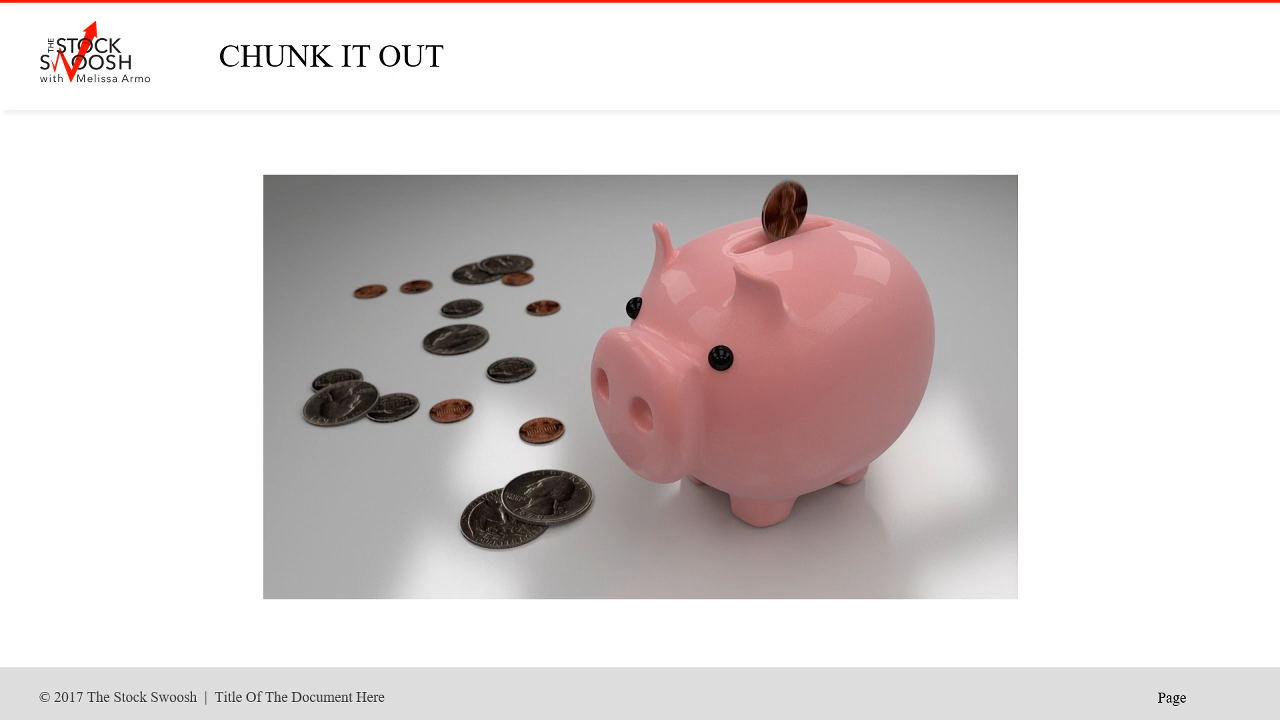 THE
STOCK
SWOOSH
with Melissa Armo
CHUNK IT OUT
© 2017 The Stock Swoosh | Title Of The Document Here
Page